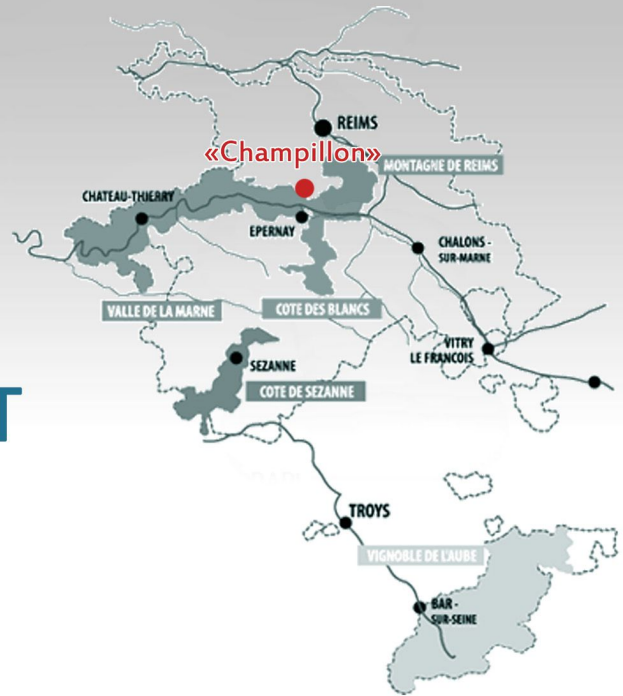 REIMS
«Champillon»
MONTAGNE DE REIMS
CHATEAU-THIERRY
EPERNAY
CHALONS -
SUR-MARNE
VALLE DE LA MARNE
COTE DES BLANCS
VITRY
LE FRANCOIS
SEZANNE
COTE DE SEZANNE
T
TROYS
VIGNOBLE DE L'AUBE
BAR -
SUR-SEINE